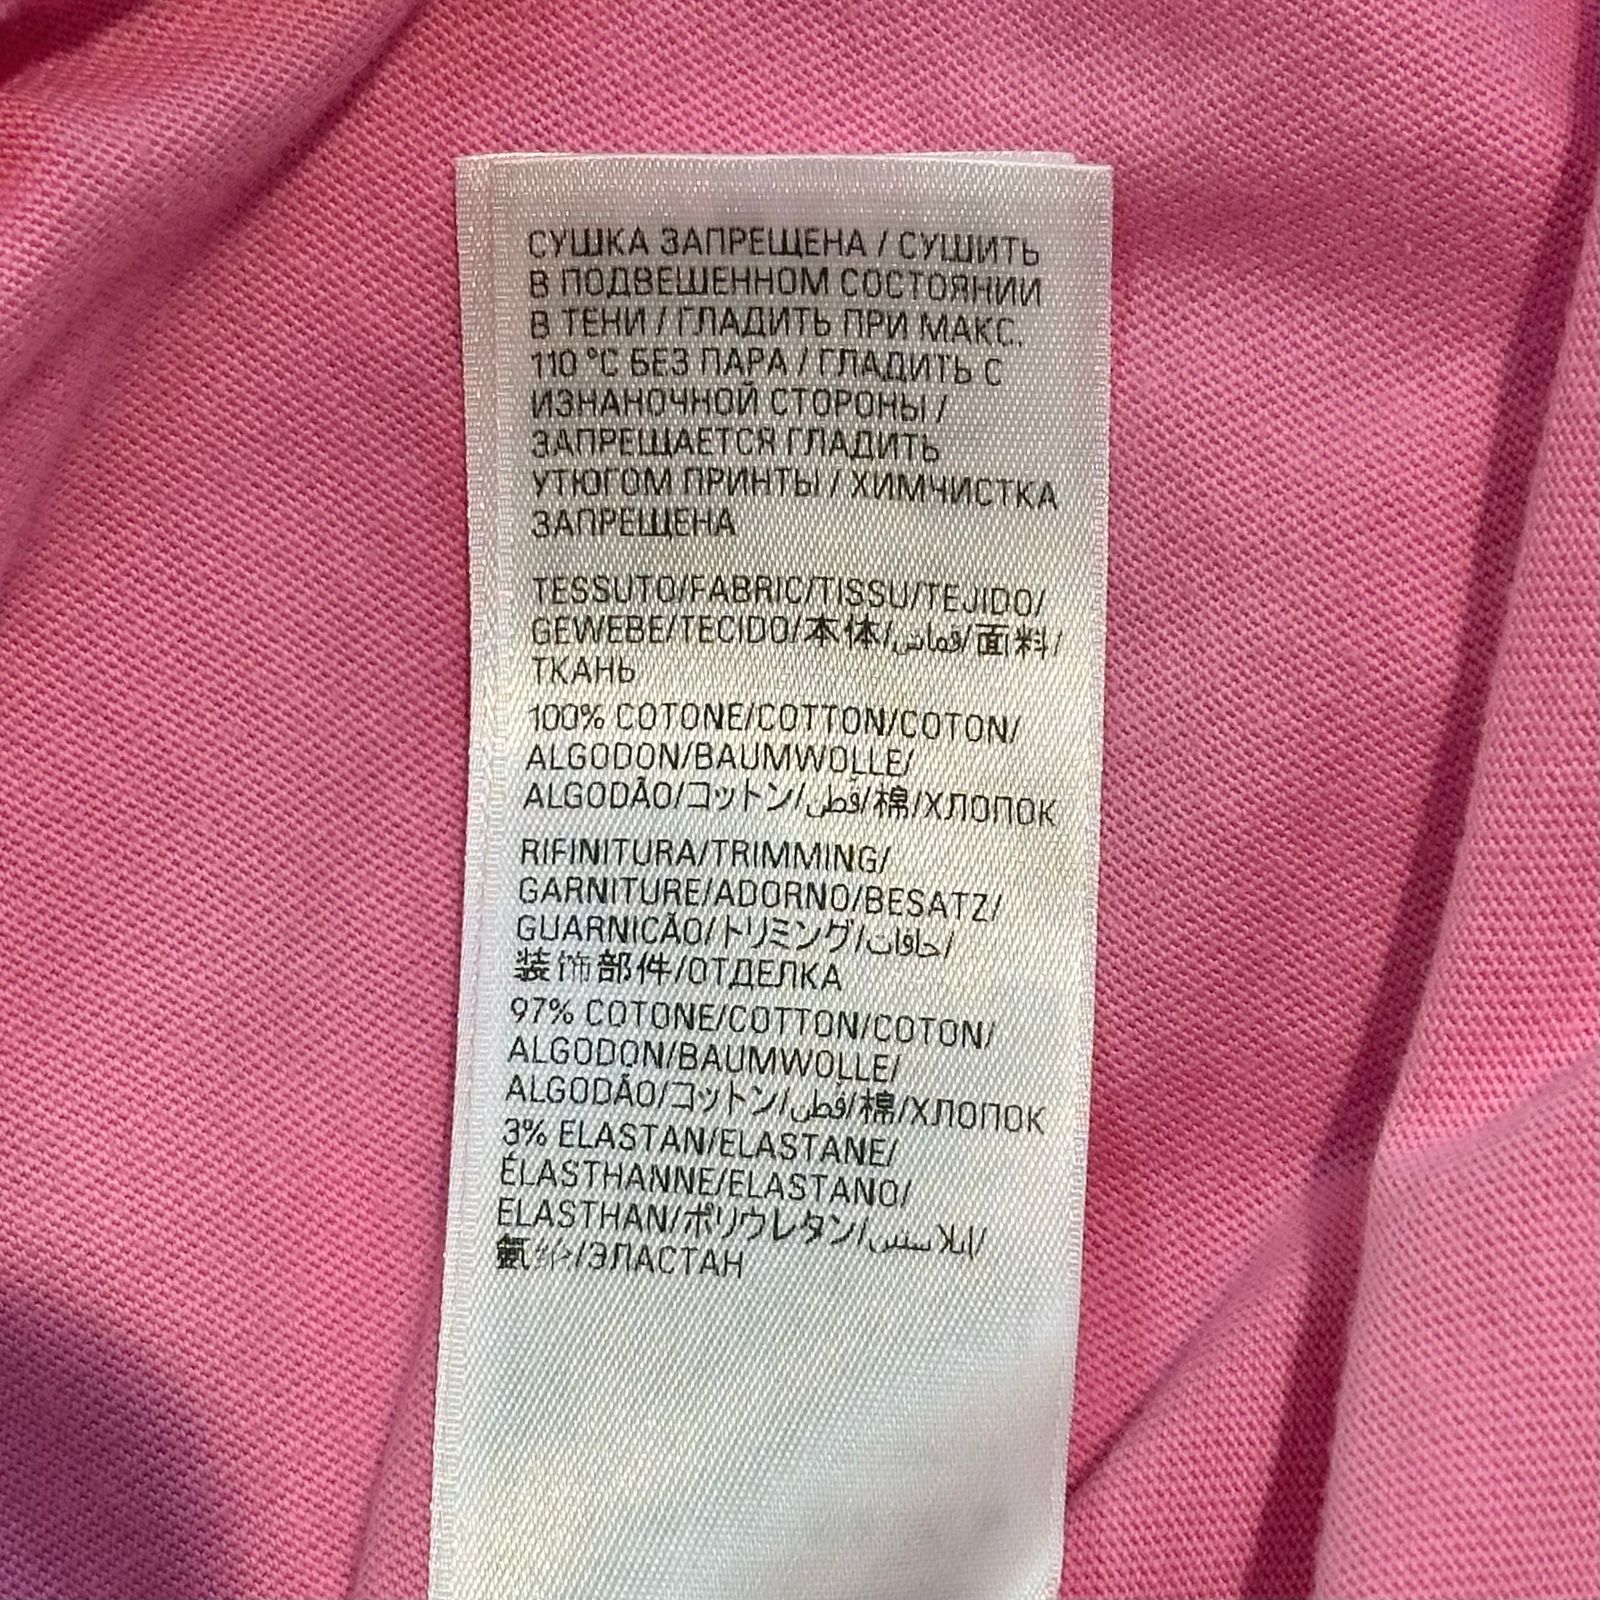 СУШКА ЗАПРЕЩЕНА / СУШИТЬ
В ПОДВЕШЕННОМ СОСТОЯНИИ
В ТЕНИ / ГЛАДИТЬ ПРИ МАКС.
110 °C БЕЗ ПАРА / ГЛАДИТЬ С
ИЗНАНОЧНОЙ СТОРОНЫ /
ЗАПРЕЩАЕТСЯ ГЛАДИТЬ
УТЮГОМ ПРИНТЫ / ХИМЧИСТКА
ЗАПРЕЩЕНА
TESSUTO/FABRIC/TISSU/TEJIDO/
GEWEBE/TECIDO/本体/قماش/面料/
ТКАНЬ
100% COTONE/COTTON/COTON/
ALGODON/BAUMWOLLE/
ALGODÃO/コットン/قطن/棉/ХЛОПОК
RIFINITURA/TRIMMING/
GARNITURE/ADORNO/BESATZ/
GUARNICÃO/トリミング/حافات/
装饰部件/ОТДЕЛКА
97% COTONE/COTTON/COTON/
ALGODON/BAUMWOLLE/
ALGODÃO/コットン/قطن/棉/ХЛОПОК
3% ELASTAN/ELASTANE/
ÉLASTHANNE/ELASTANO/
ELASTHAN/ポリウレタン/إيلاستين/
氨纶/ЭЛАСТАН